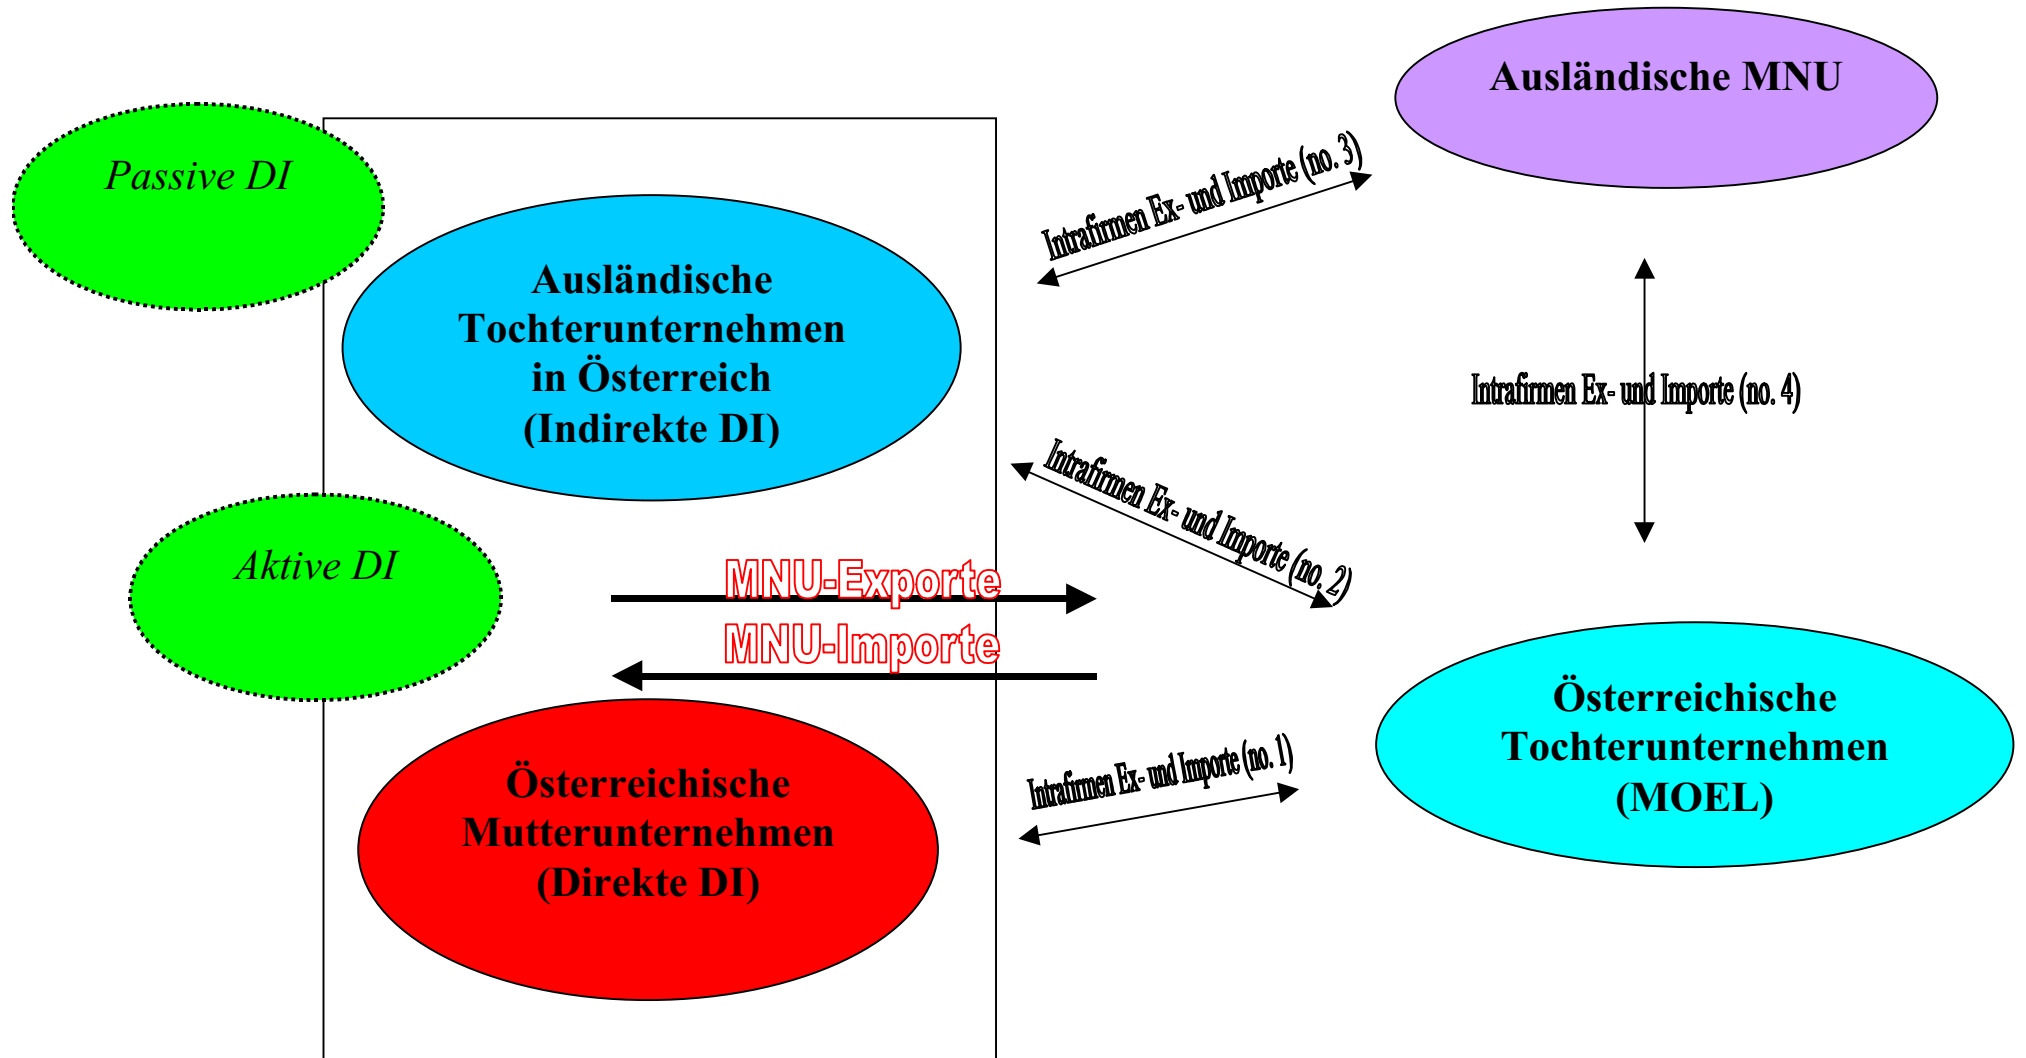 Ausländische MNU
Passive DI
Intrafirmen Ex- und Importe (no. 3)
Ausländische
Tochterunternehmen
in Österreich
(Indirekte DI)
Intrafirmen Ex- und Importe (no. 4)
Intrafirmen Ex- und Importe (no. 2)
Aktive DI
MNU-Exporte
MNU-Importe
Österreichische
Tochterunternehmen
(MOEL)
Intrafirmen Ex- und Importe (no. 1)
Österreichische
Mutterunternehmen
(Direkte DI)